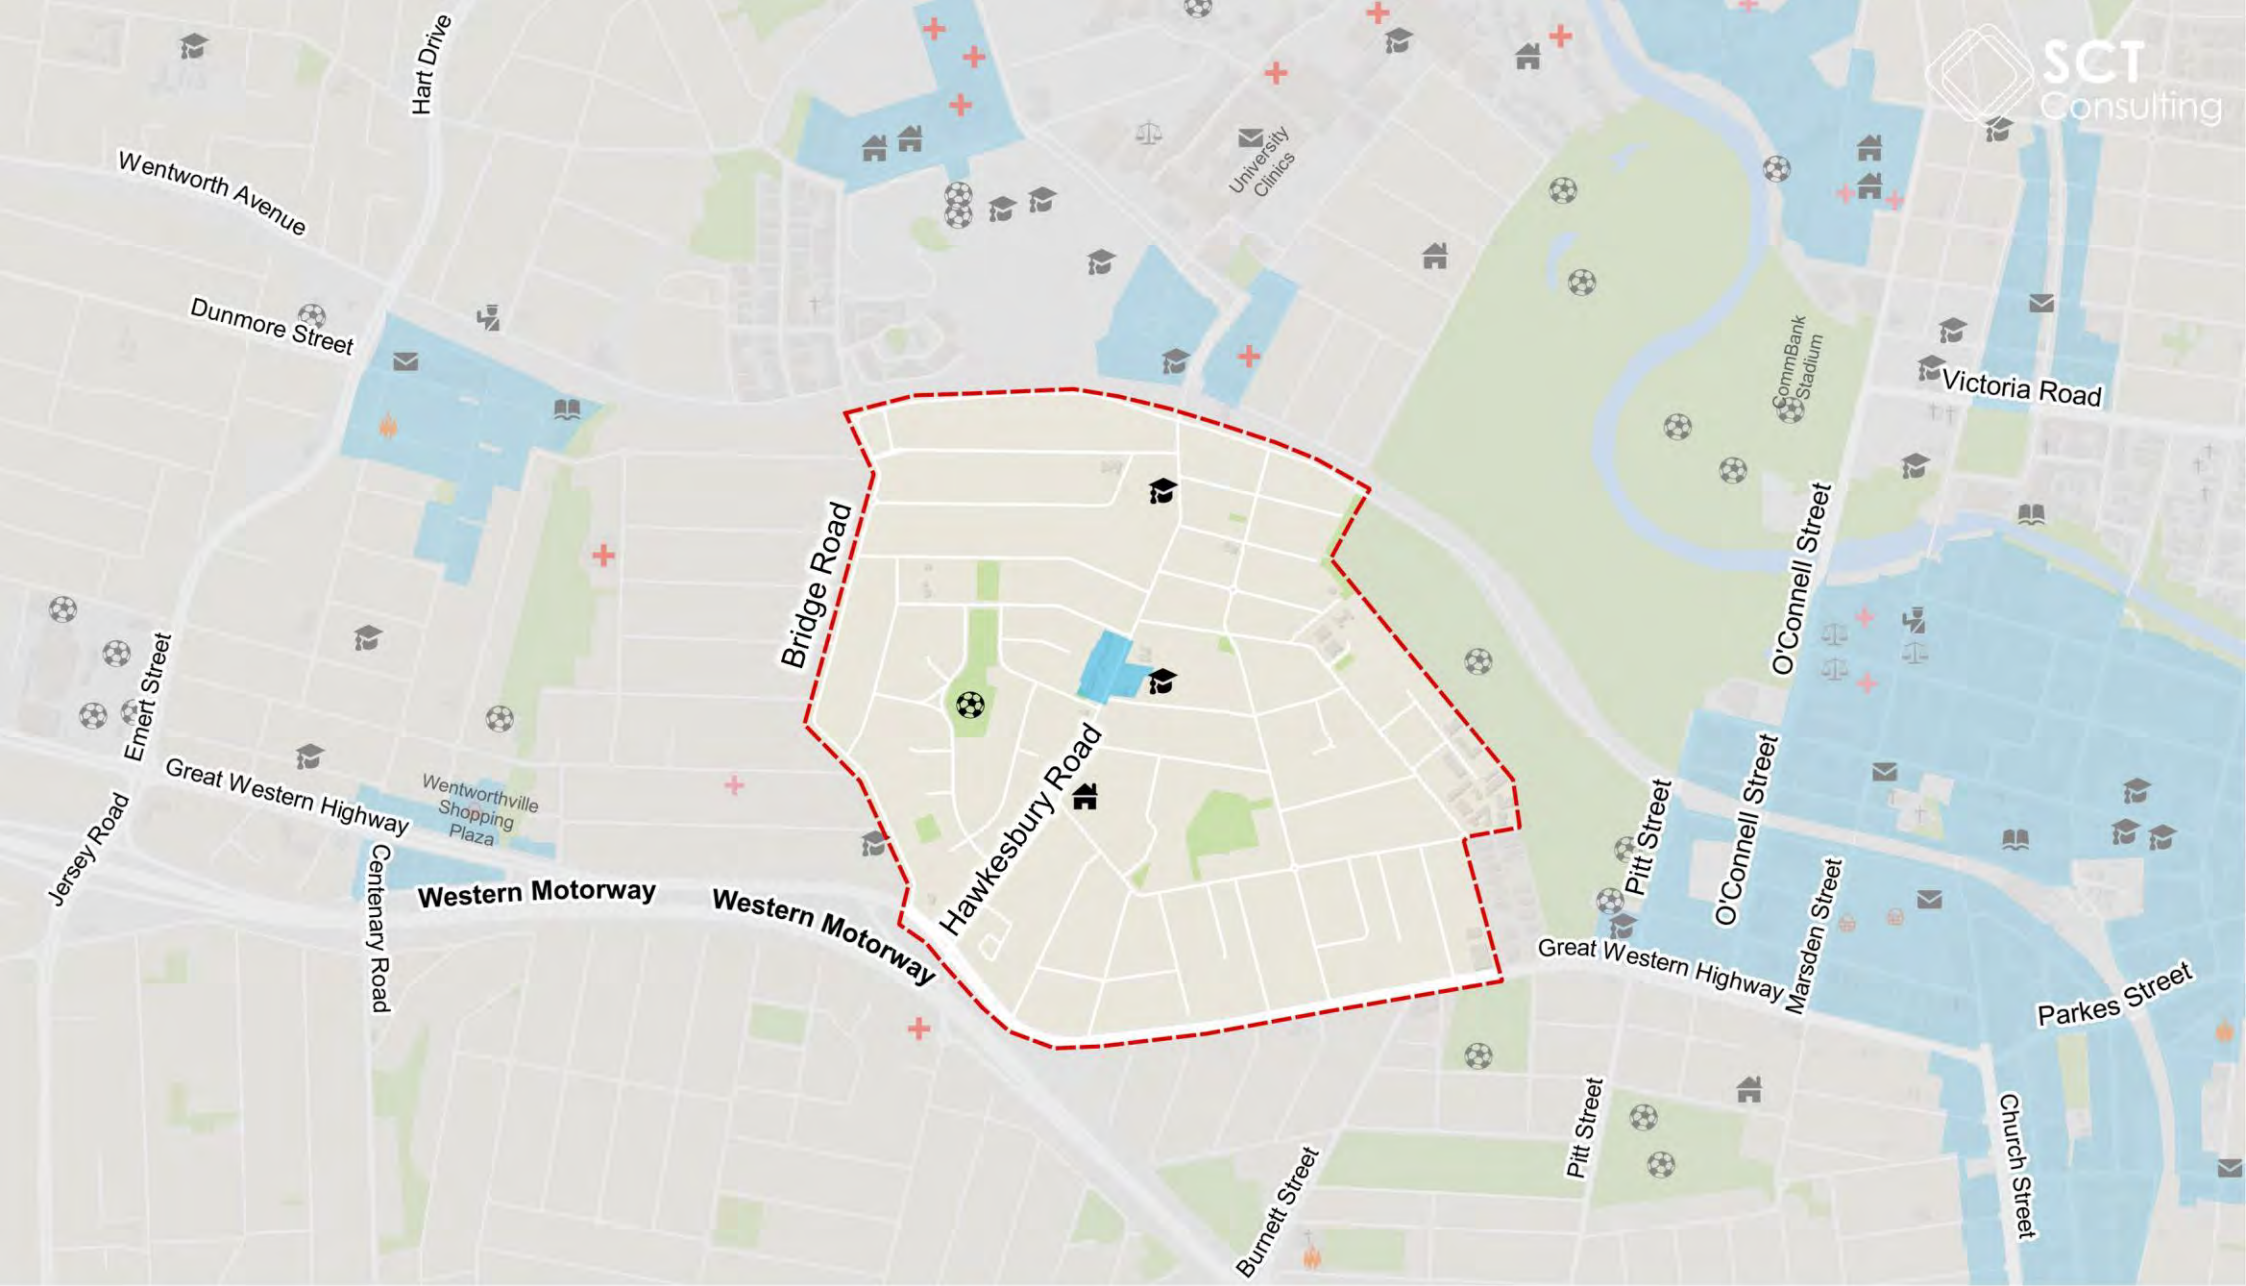 SCT
Consulting
Hart Drive
Wentworth Avenue
University
Clinics
Dunmore Street
CommBank
Stadium
Victoria Road
Bridge Road
O'Connell Street
Emert Street
Great Western Highway
Wentworthville
Shopping
Plaza
Hawkesbury Road
Pitt Street
O'Connell Street
Jersey Road
Centenary Road
Western Motorway
Western Motorway
Marsden Street
Great Western Highway
Parkes Street
Pitt Street
Church Street
Burnett Street